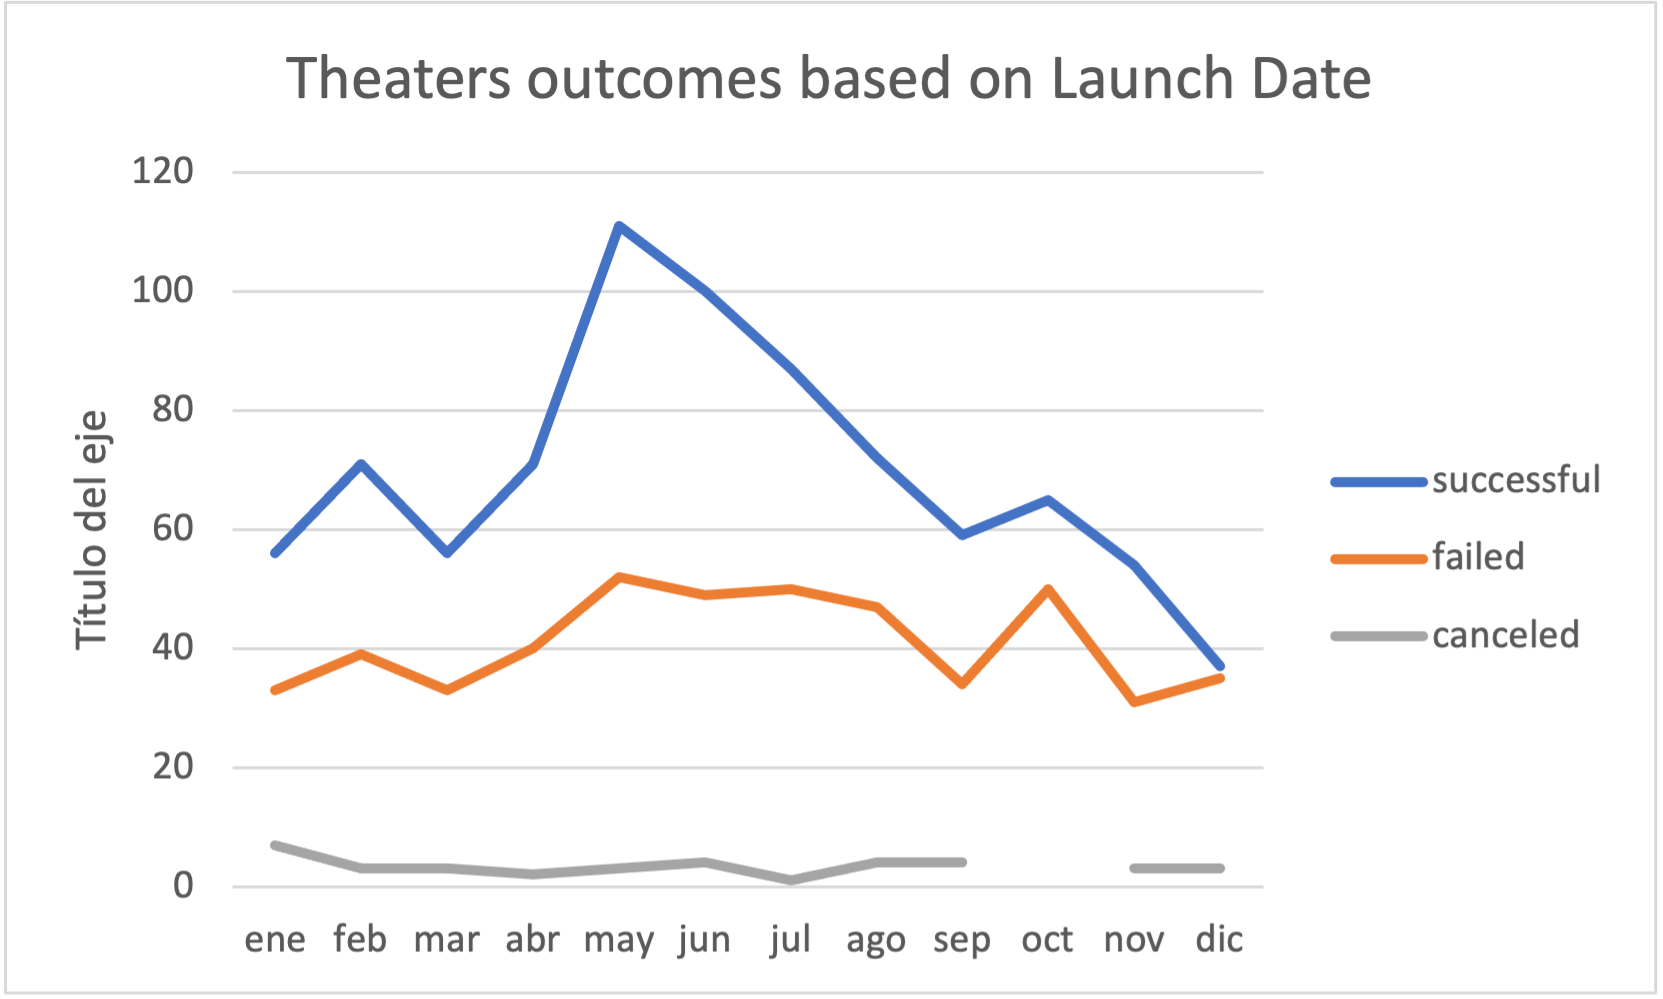 Theaters outcomes based on Launch Date
Título del eje
120
100
80
60
40
20
0
ene feb mar abr may jun jul ago sep oct nov dic
successful
failed
canceled